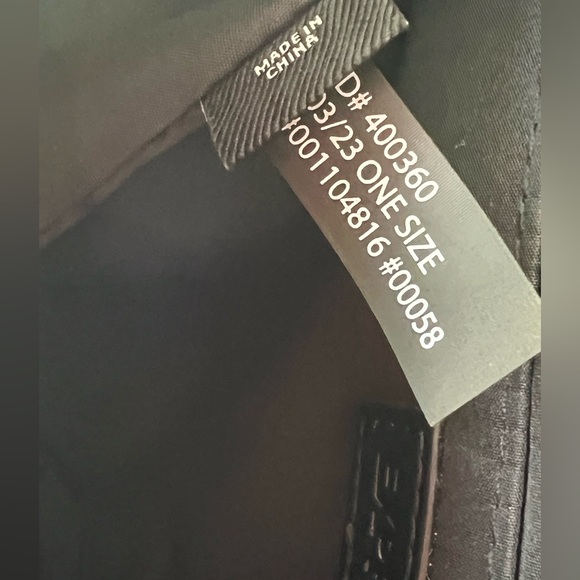 MADE IN
CHINA
D# 400360
03/23 ONE SIZE
#001104816 #00058